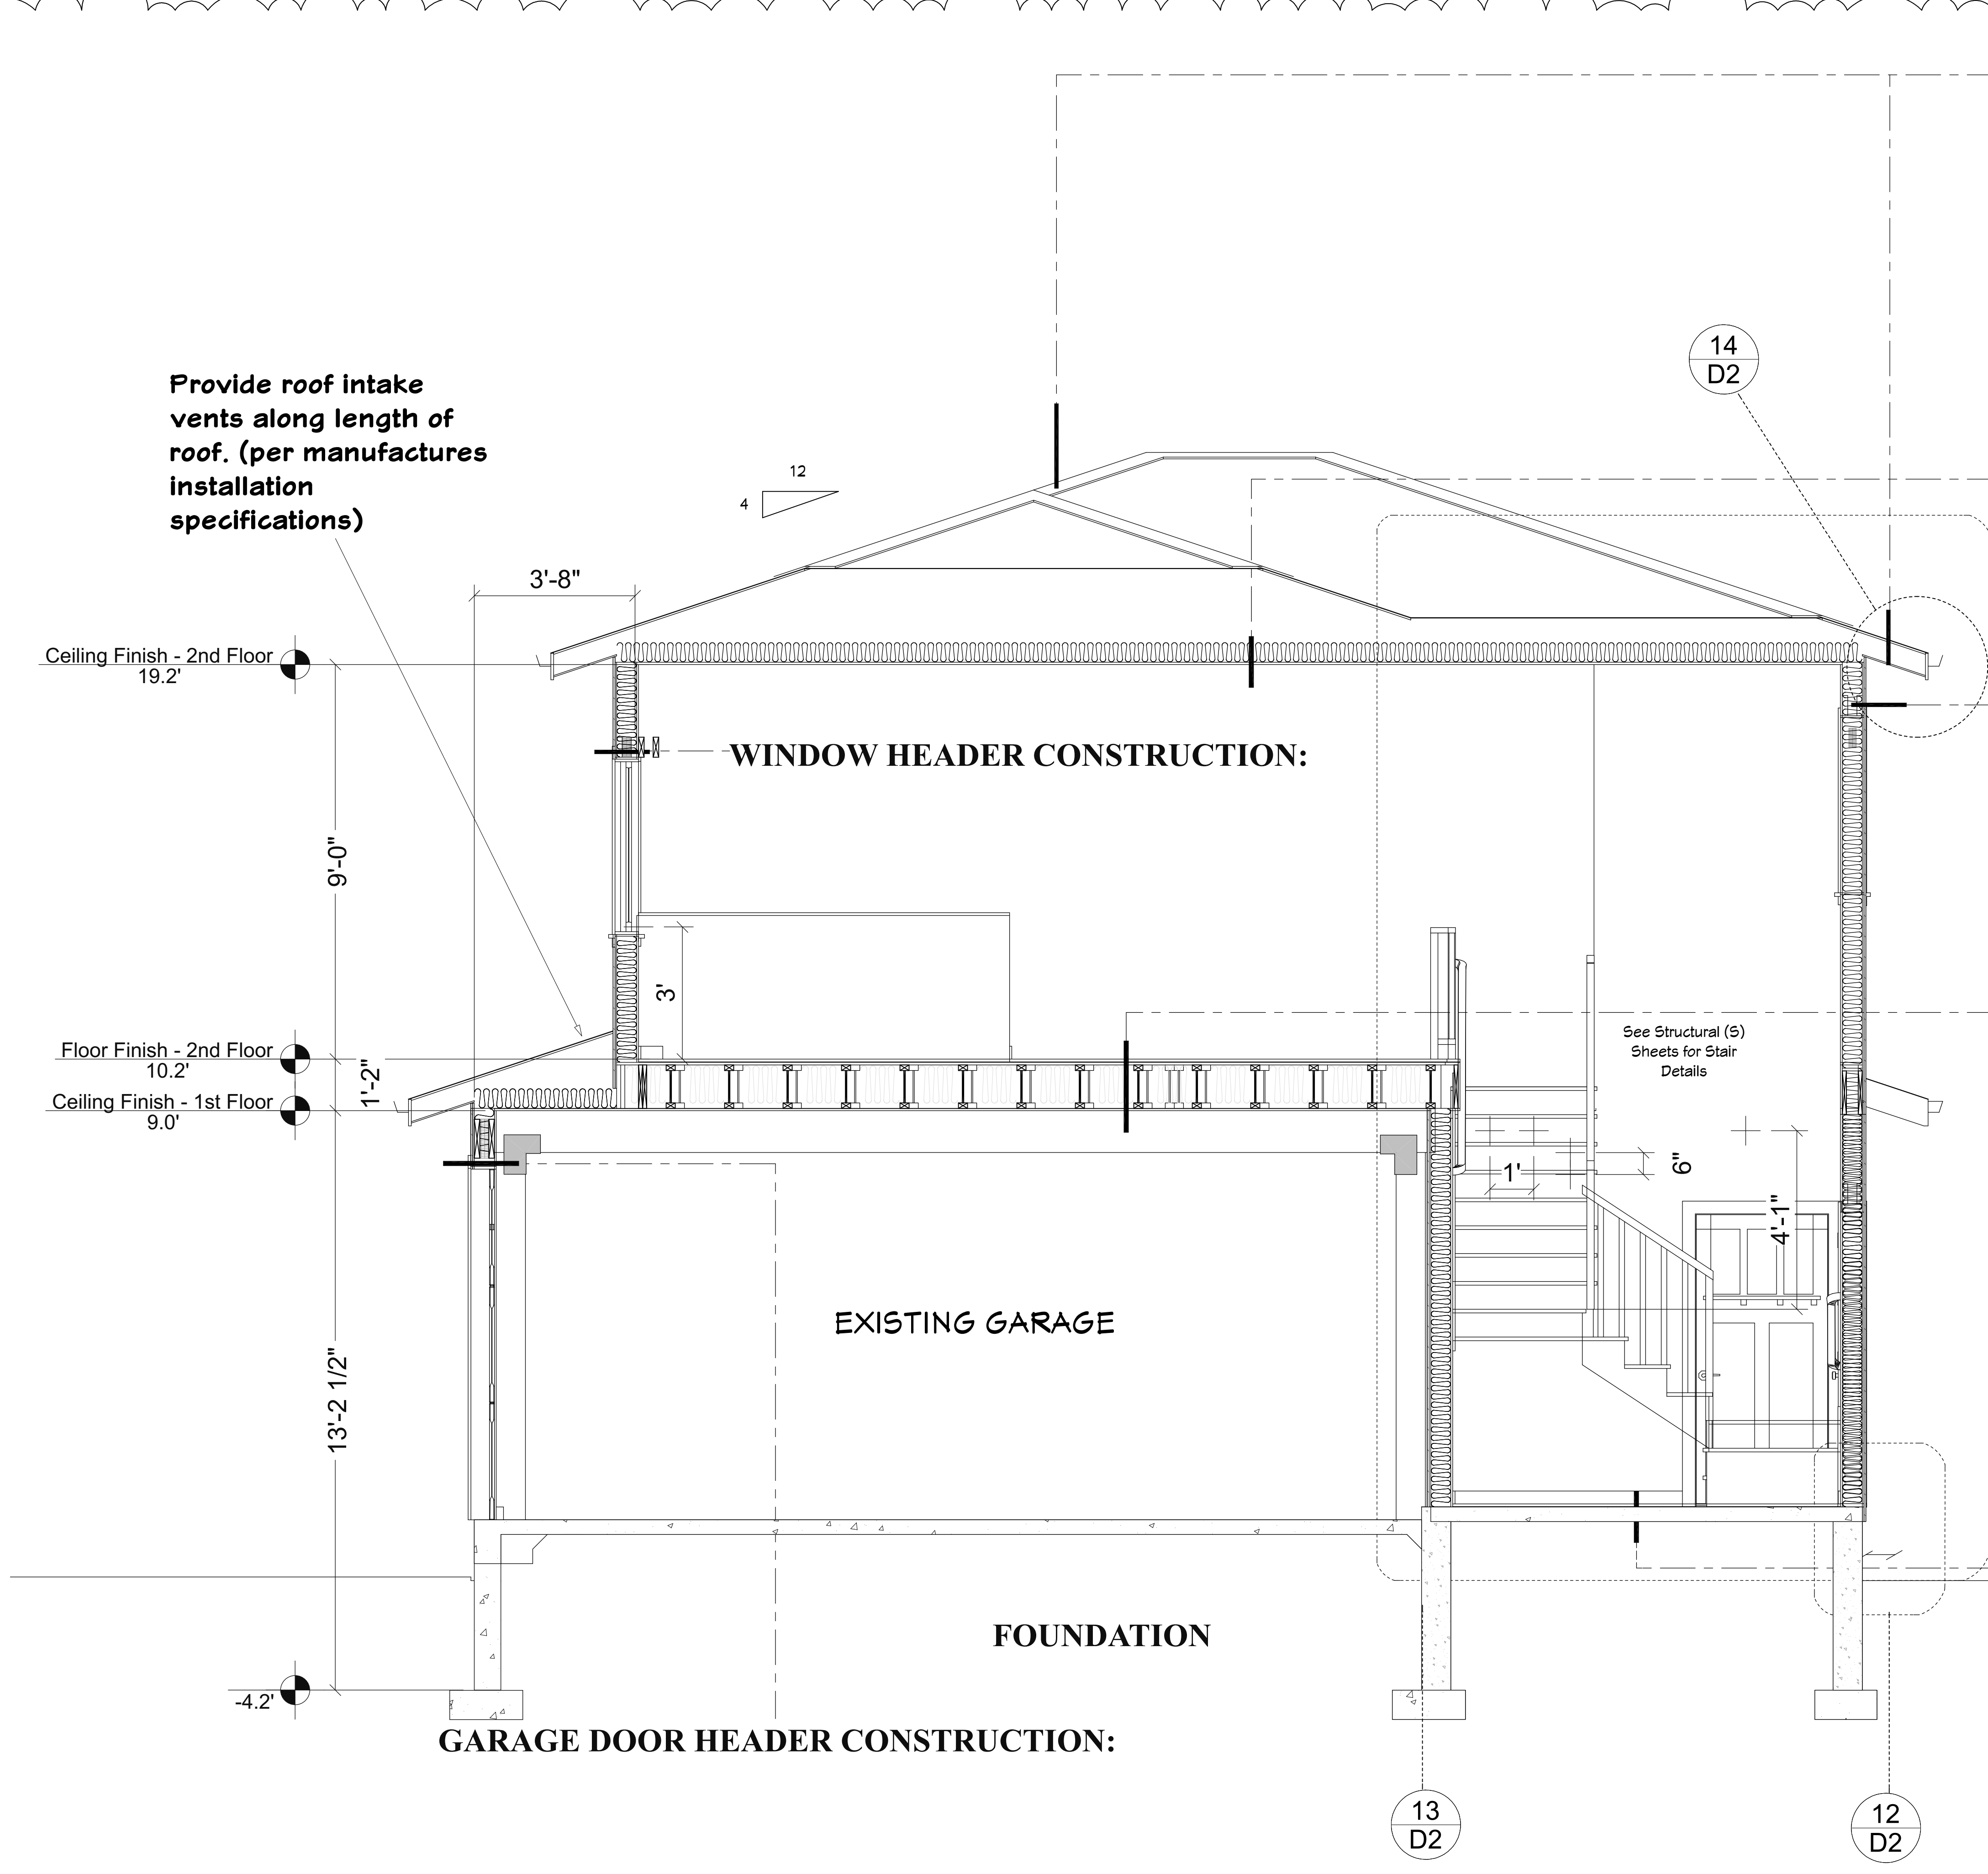 14
D2
Provide roof intake
vents along length of
roof. (per manufactures
installation
specifications)
12
4
3'-8"
Ceiling Finish - 2nd Floor
19.2'
WINDOW HEADER CONSTRUCTION:
9'-0"
3'
See Structural (S)
Sheets for Stair
Details
Floor Finish - 2nd Floor
10.2'
1'-2"
Ceiling Finish - 1st Floor
9.0'
1'
6"
4'-1"
EXISTING GARAGE
13'-2 1/2"
FOUNDATION
-4.2'
GARAGE DOOR HEADER CONSTRUCTION:
13
D2
12
D2